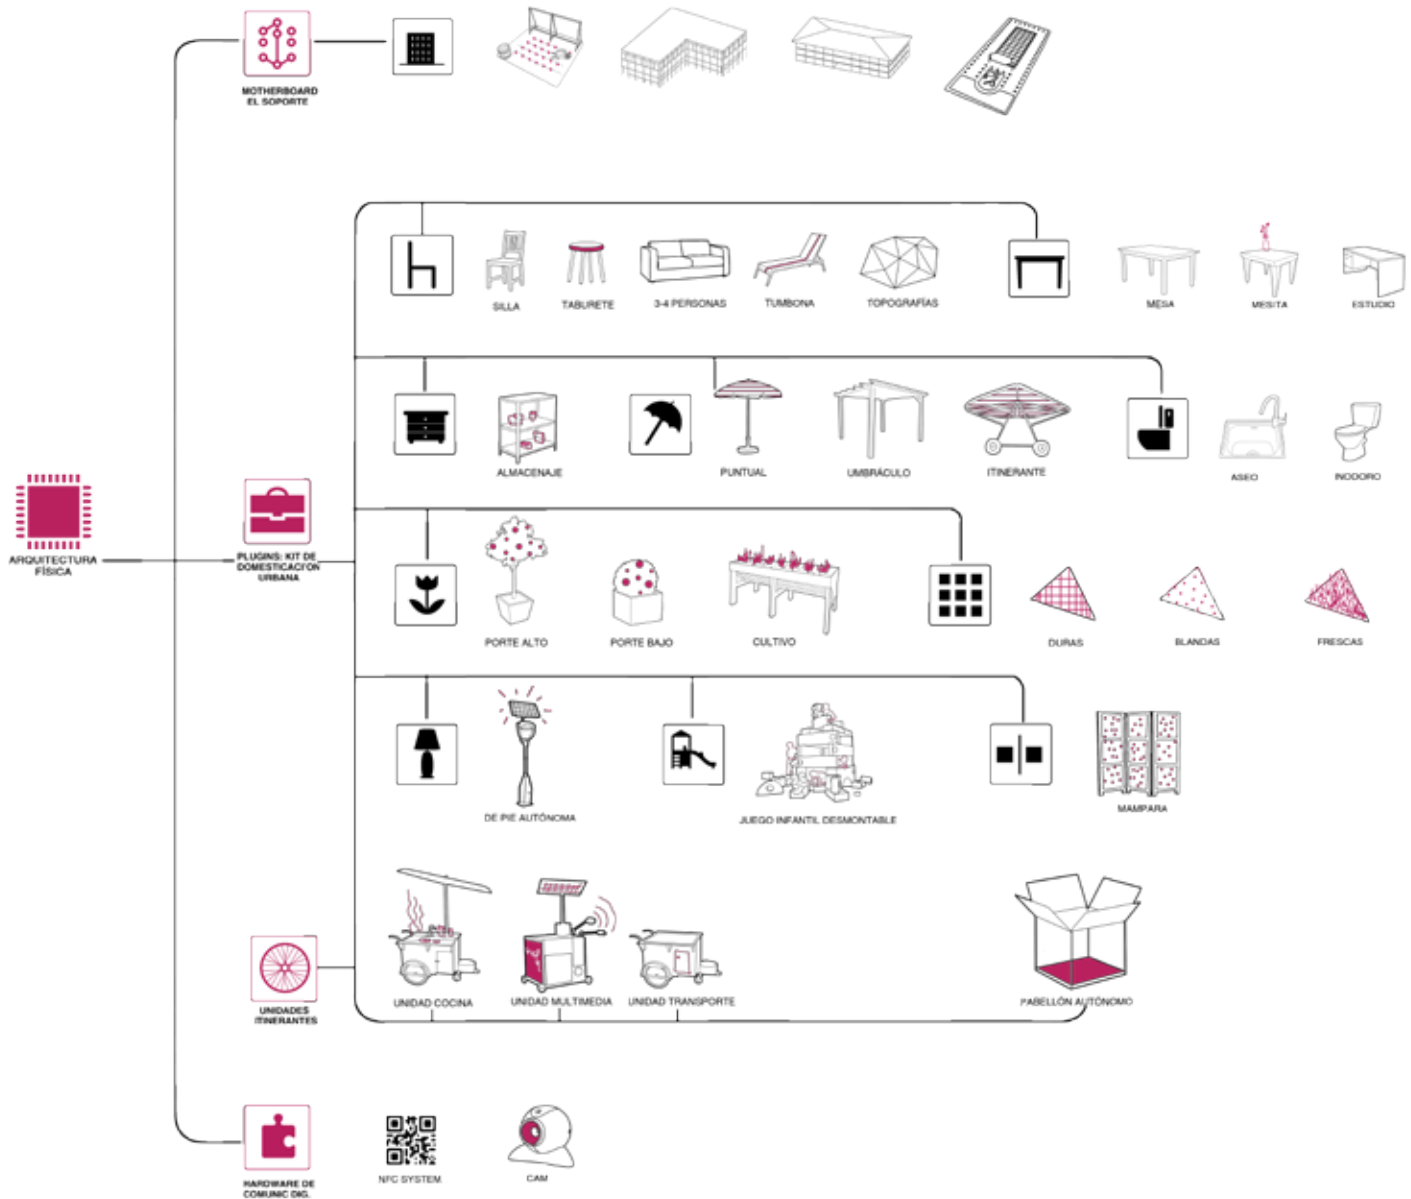 MOTHERBOARD
EL SOPORTE
SILLA
TABURETE
3-4 PERSONAS
TUMBONA
TOPOGRAFÍAS
MESA
MESITA
ESTUDIO
ALMACENAJE
PUNTUAL
UMBRÁCULO
ITINERANTE
ASEO
INODORO
ARQUITECTURA
FÍSICA
PLUGINS: KIT DE
DOMESTICACION
URBANA
PORTE ALTO
PORTE BAJO
CULTIVO
DURAS
BLANDAS
FRESCAS
DE PIE AUTÓNOMA
JUEGO INFANTIL DESMONTABLE
MAMPARA
UNIDADES
ITINERANTES
UNIDAD COCINA
UNIDAD MULTIMEDIA
UNIDAD TRANSPORTE
PABELLÓN AUTÓNOMO
HARDWARE DE
COMUNIC DIG.
NFC SYSTEM
CAM